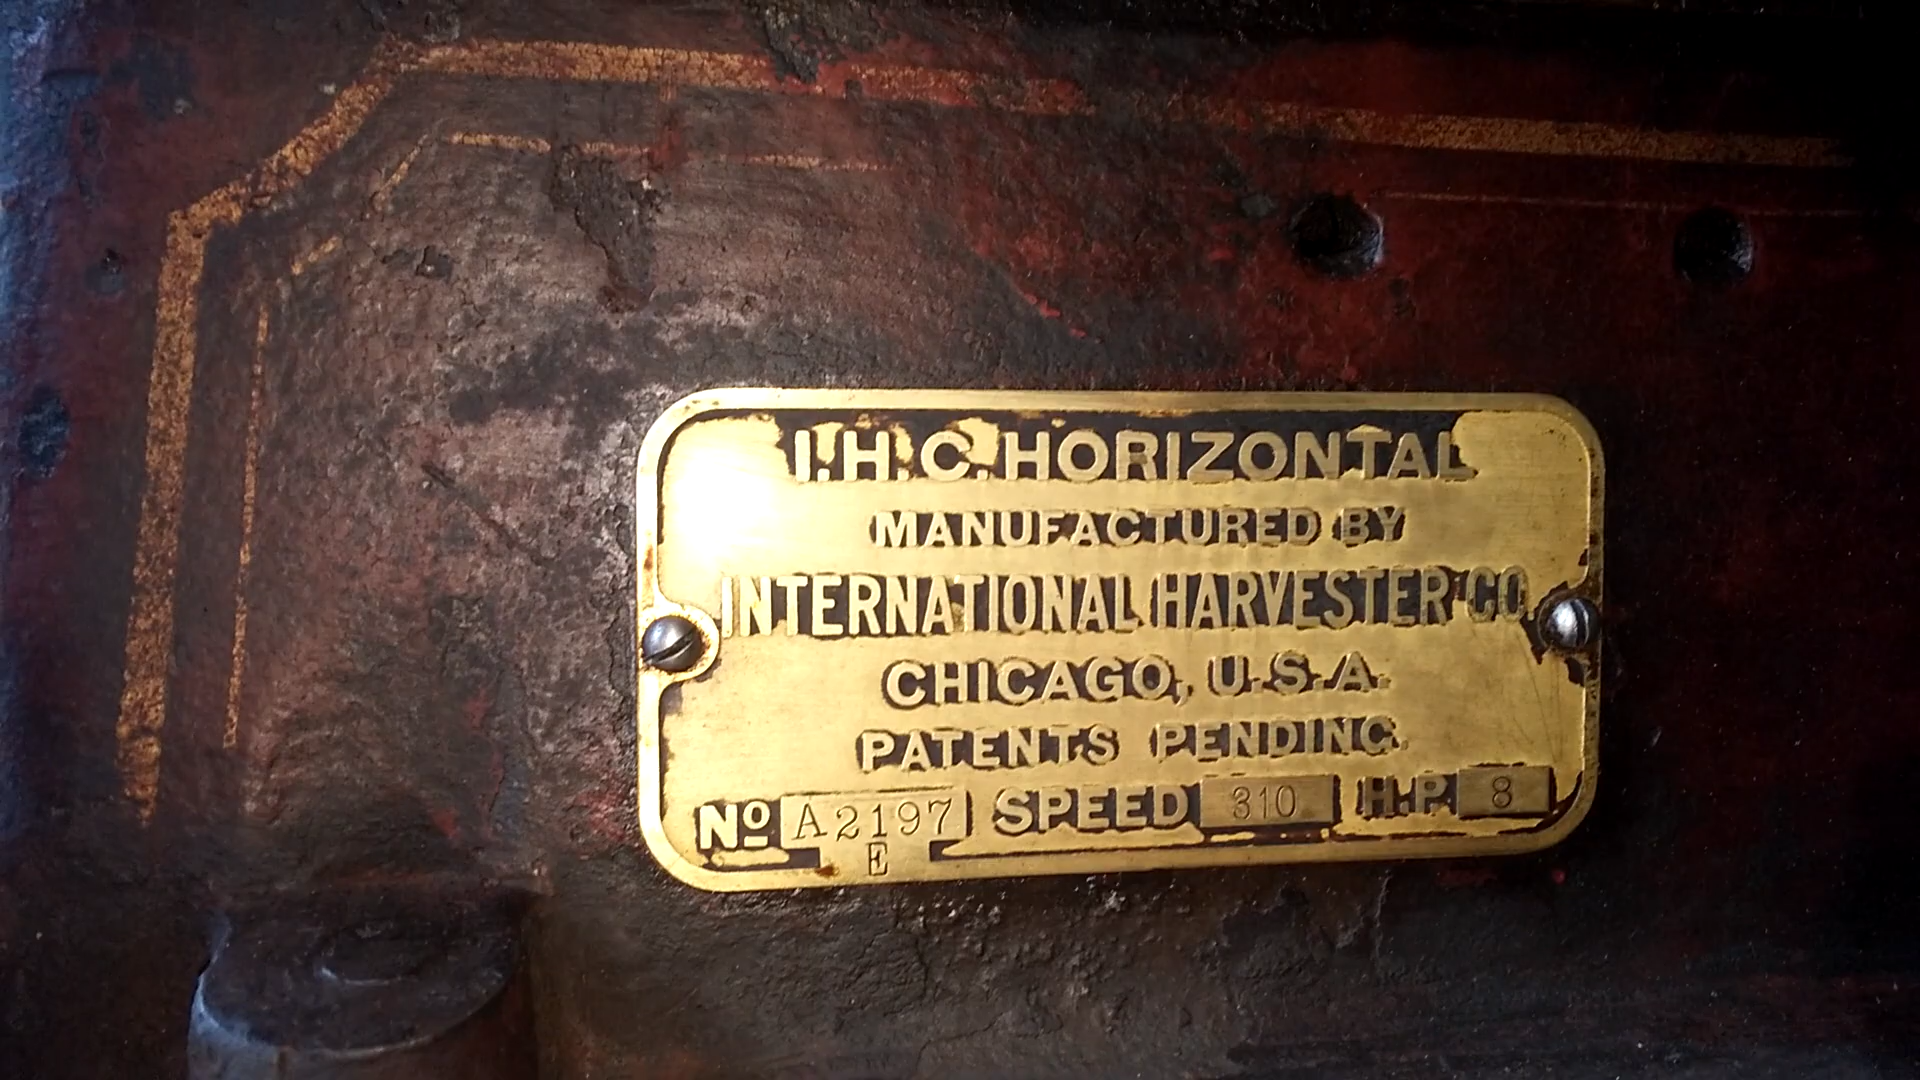 I.H.C. HORIZONTAL
MANUFACTURED BY
INTERNATIONAL HARVESTER CO.
CHICAGO, U.S.A.
PATENTS PENDING.
No A2197 SPEED 310 H.P. 8
E